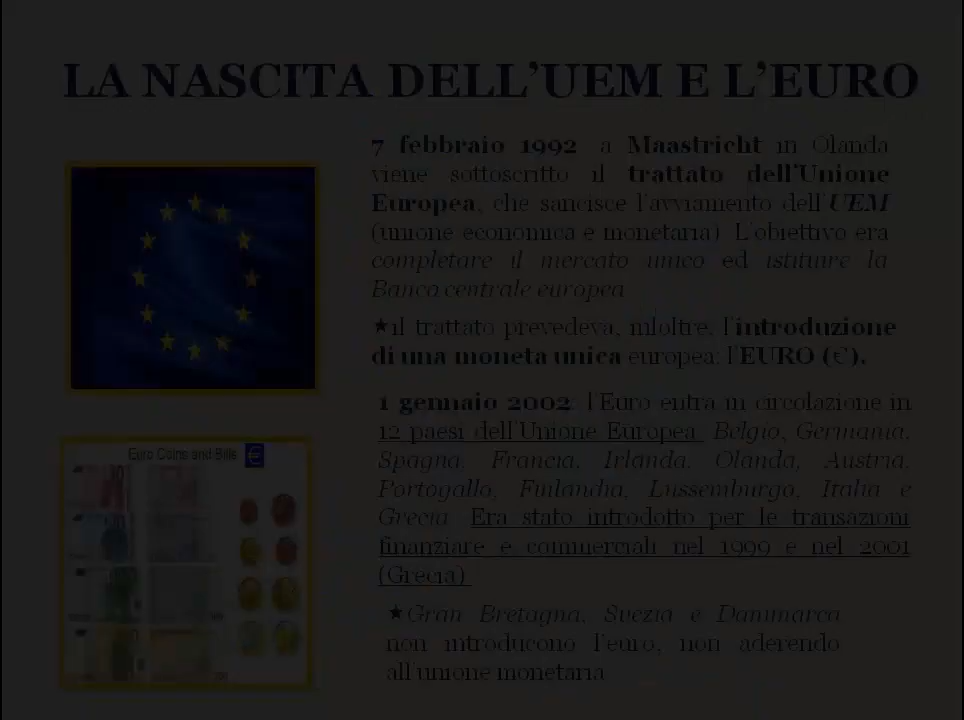 LA NASCITA DELL'UEM E L'EURO
7 febbraio 1992 a Maastricht in Olanda
viene sottoscritto il trattato dell'Unione
Europea, che sancisce l'avviamento dell'UEM
(unione economica e monetaria). L'obiettivo era
completare il mercato unico ed istituire la
Banca centrale europea.
★il trattato prevedeva, inloltre, l'introduzione
di una moneta unica europea: l'EURO (€).
Euro Coins and Bills €
1 gennaio 2002: l'Euro entra in circolazione in
12 paesi dell'Unione Europea: Belgio, Germania,
Spagna, Francia, Irlanda, Olanda, Austria,
Portogallo, Finlandia, Lussemburgo, Italia e
Grecia. Era stato introdotto per le transazioni
finanziare e commerciali nel 1999 e nel 2001
(Grecia).
★Gran Bretagna, Svezia e Danimarca
non introducono l'euro, non aderendo
all'unione monetaria